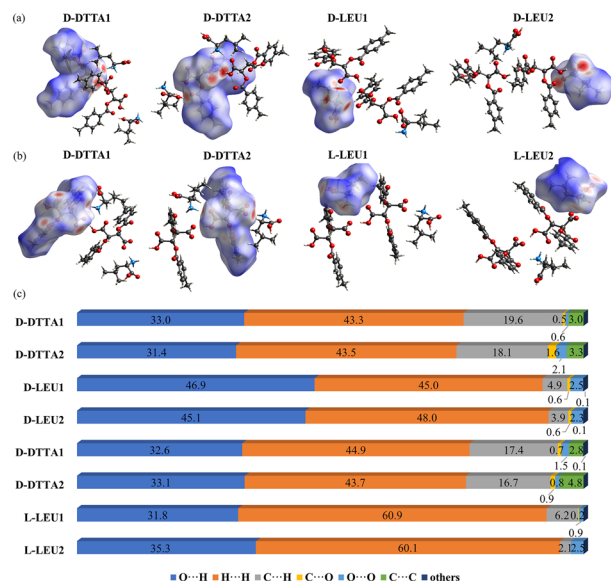 (a) D-DTTA1 D-DTTA2 D-LEU1 D-LEU2
(b) D-DTTA1 D-DTTA2 L-LEU1 L-LEU2
(c)
D-DTTA1 33.0 43.3 19.6 0.5 3.0
0.6
D-DTTA2 31.4 43.5 18.1 1.6 3.3
2.1
D-LEU1 46.9 45.0 4.9 2.5
0.6 0.1
D-LEU2 45.1 48.0 3.9 2.3
0.6 0.1
D-DTTA1 32.6 44.9 17.4 0.7 2.8
1.5 0.1
D-DTTA2 33.1 43.7 16.7 0.8 4.8
0.9
L-LEU1 31.8 60.9 6.2 0.2
0.9
L-LEU2 35.3 60.1 2.1 2.5
O···H H···H C···H C···O O···O C···C others